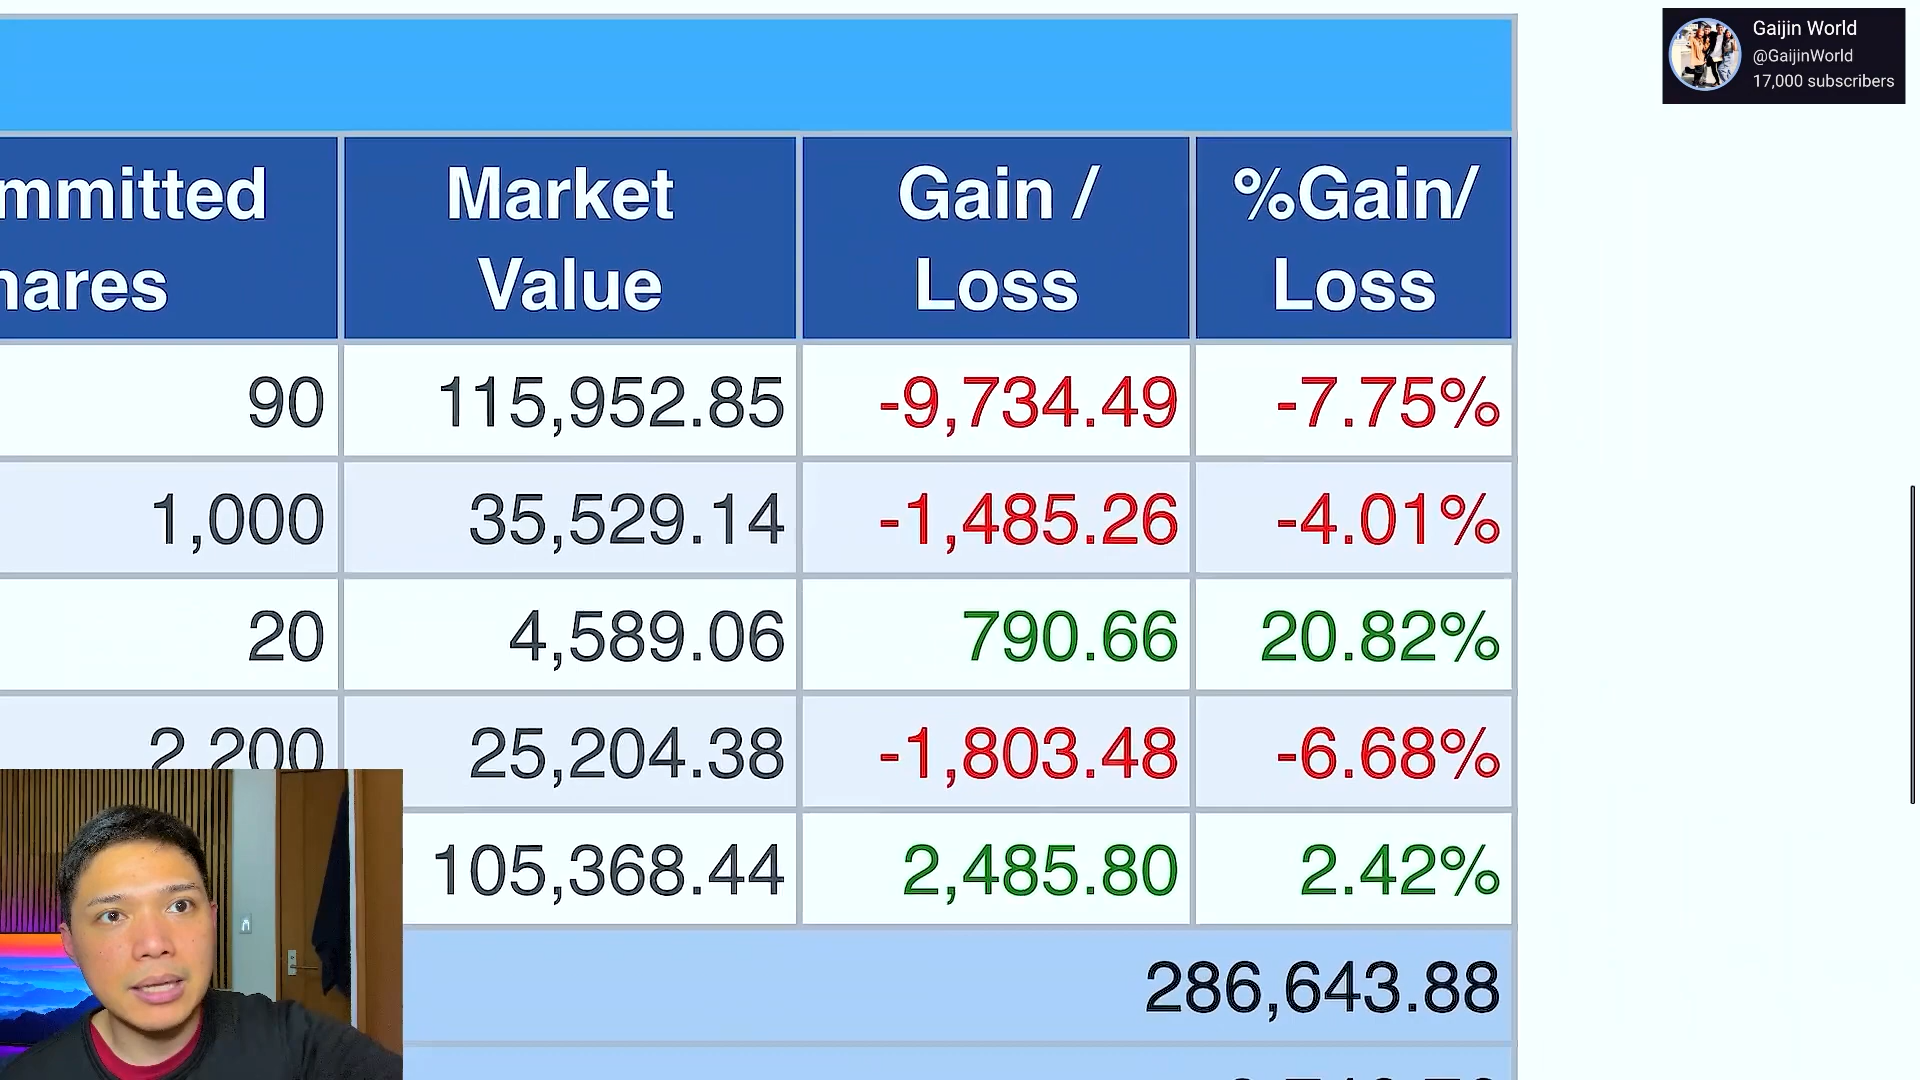 Gaijin World
@GaijinWorld
17,000 subscribers
mmitted Market Gain / %Gain/
hares Value Loss Loss
90 115,952.85 -9,734.49 -7.75%
1,000 35,529.14 -1,485.26 -4.01%
20 4,589.06 790.66 20.82%
2,200 25,204.38 -1,803.48 -6.68%
105,368.44 2,485.80 2.42%
286,643.88